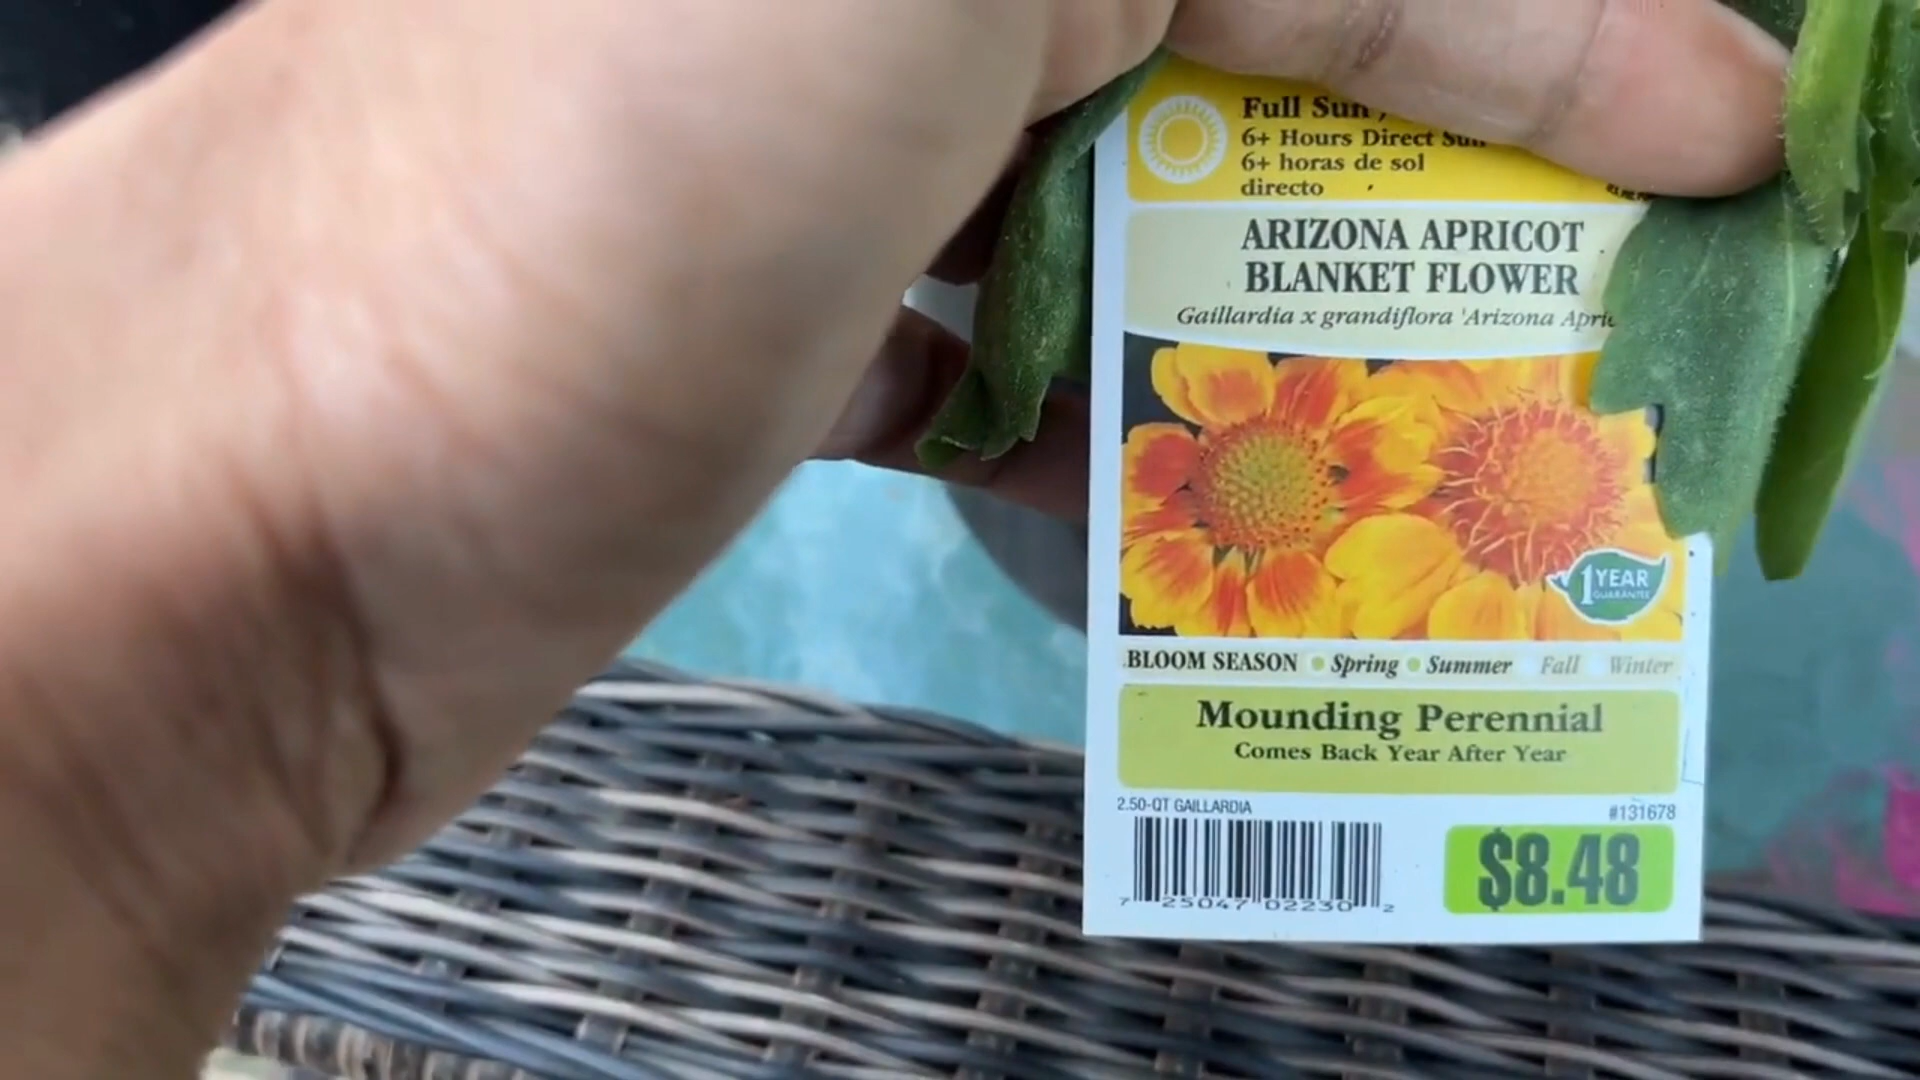 Full Sun
6+ Hours Direct Sun
6+ horas de sol
directo
ARIZONA APRICOT
BLANKET FLOWER
Gaillardia x grandiflora 'Arizona Apric
1 YEAR
GUARANTEE
BLOOM SEASON Spring Summer Fall Winter
Mounding Perennial
Comes Back Year After Year
2.50-QT GAILLARDIA
#131678
$8.48
7 25047 02230 2